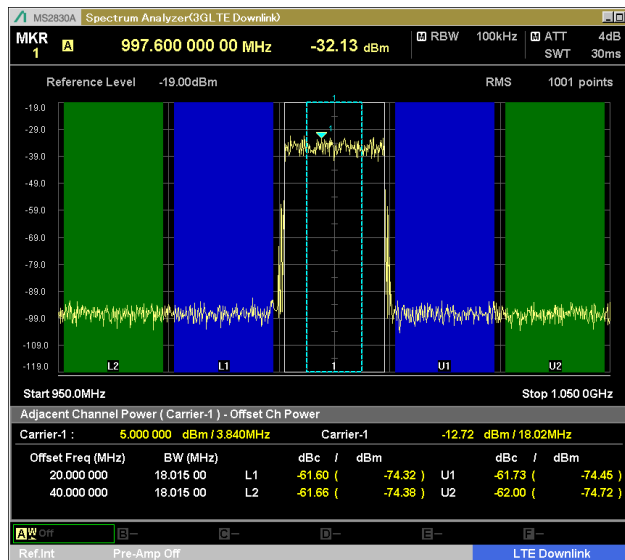 MS2830A Spectrum Analyzer(3GLTE Downlink)
MKR 1 A 997.600 000 00 MHz -32.13 dBm
M RBW 100kHz M ATT 4dB
SWT 30ms
Reference Level -19.00dBm RMS 1001 points
1
-19.0
-29.0
1
-39.0
-49.0
-59.0
-69.0
-79.0
-89.0
-99.0
-109.0
-119.0
L2 L1 1 U1 U2
Start 950.0MHz Stop 1.050 0GHz
Adjacent Channel Power ( Carrier-1 ) - Offset Ch Power
Carrier-1 : 5.000 000 dBm / 3.840MHz Carrier-1 -12.72 dBm / 18.02MHz
Offset Freq (MHz) BW (MHz) dBc / dBm dBc / dBm
20.000 000 18.015 00 L1 -61.60 ( -74.32 ) U1 -61.73 ( -74.45 )
40.000 000 18.015 00 L2 -61.66 ( -74.38 ) U2 -62.00 ( -74.72 )
A W Off B— C— D— E— F—
Ref.Int Pre-Amp Off LTE Downlink